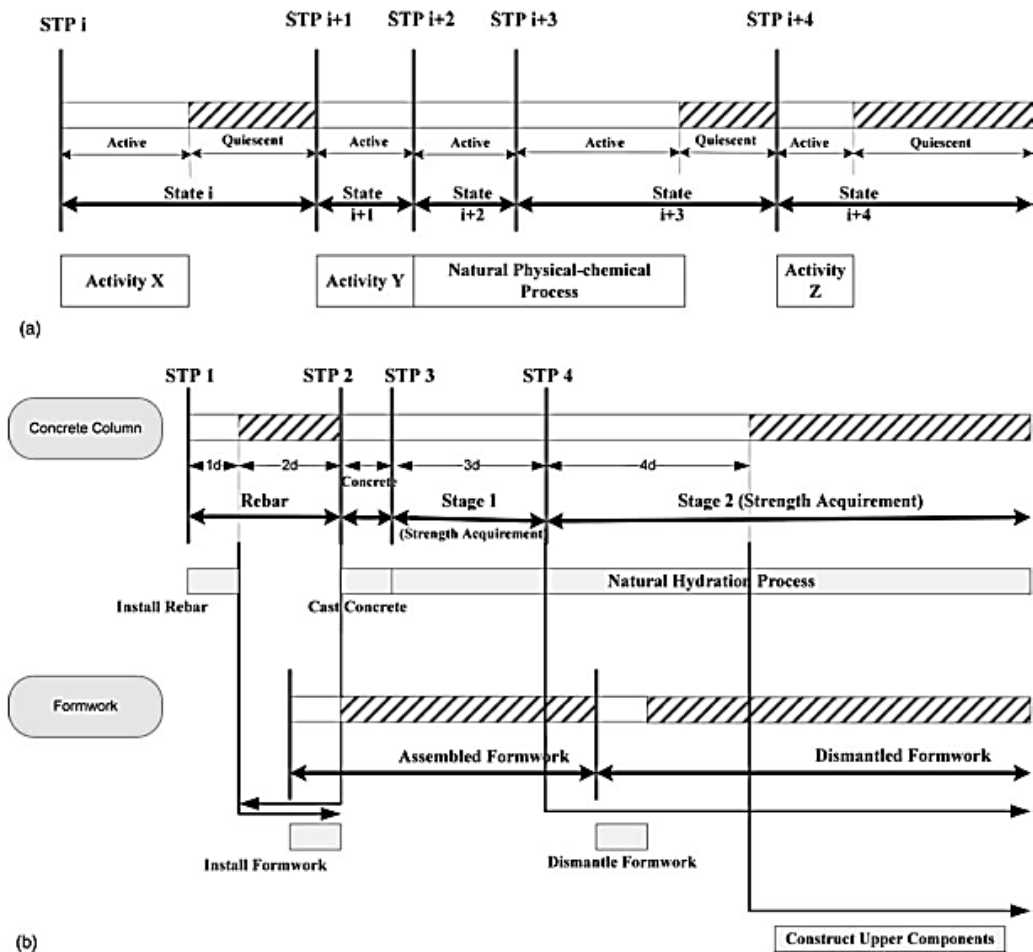 STP i
STP i+1
STP i+2
STP i+3
STP i+4
Active
Quiescent
Active
Active
Active
Quiescent
Active
Quiescent
State i
State
i+1
State
i+2
State
i+3
State
i+4
Activity X
Activity Y
Natural Physical-chemical
Process
Activity
Z
(a)
STP 1
STP 2
STP 3
STP 4
Concrete Column
1d
2d
Concrete
3d
4d
Rebar
Stage 1
(Strength Acquirement)
Stage 2 (Strength Acquirement)
Natural Hydration Process
Install Rebar
Cast Concrete
Formwork
Assembled Formwork
Dismantled Formwork
Install Formwork
Dismantle Formwork
(b)
Construct Upper Components